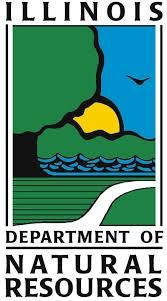 ILLINOIS
DEPARTMENT OF
NATURAL
RESOURCES